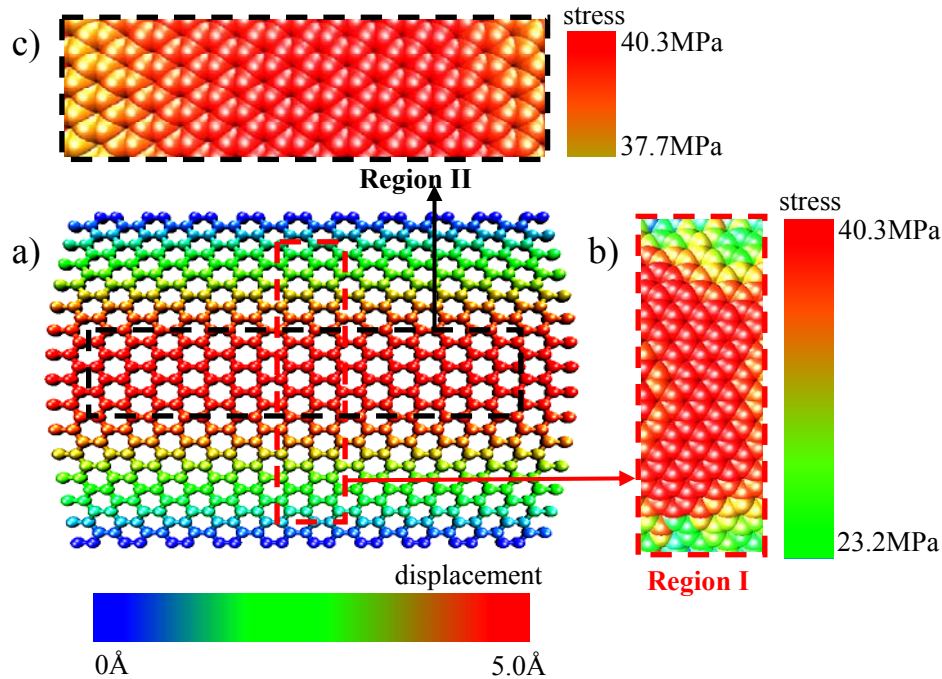 c)
stress
40.3MPa
37.7MPa
Region II
a)
b)
stress
40.3MPa
23.2MPa
Region I
displacement
0Å
5.0Å